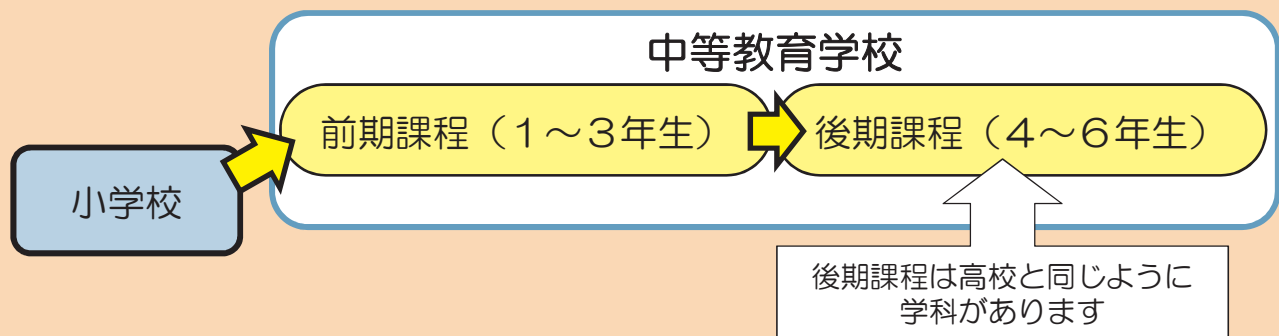 中等教育学校
前期課程（１～３年生）
後期課程（４～６年生）
小学校
後期課程は高校と同じように
学科があります